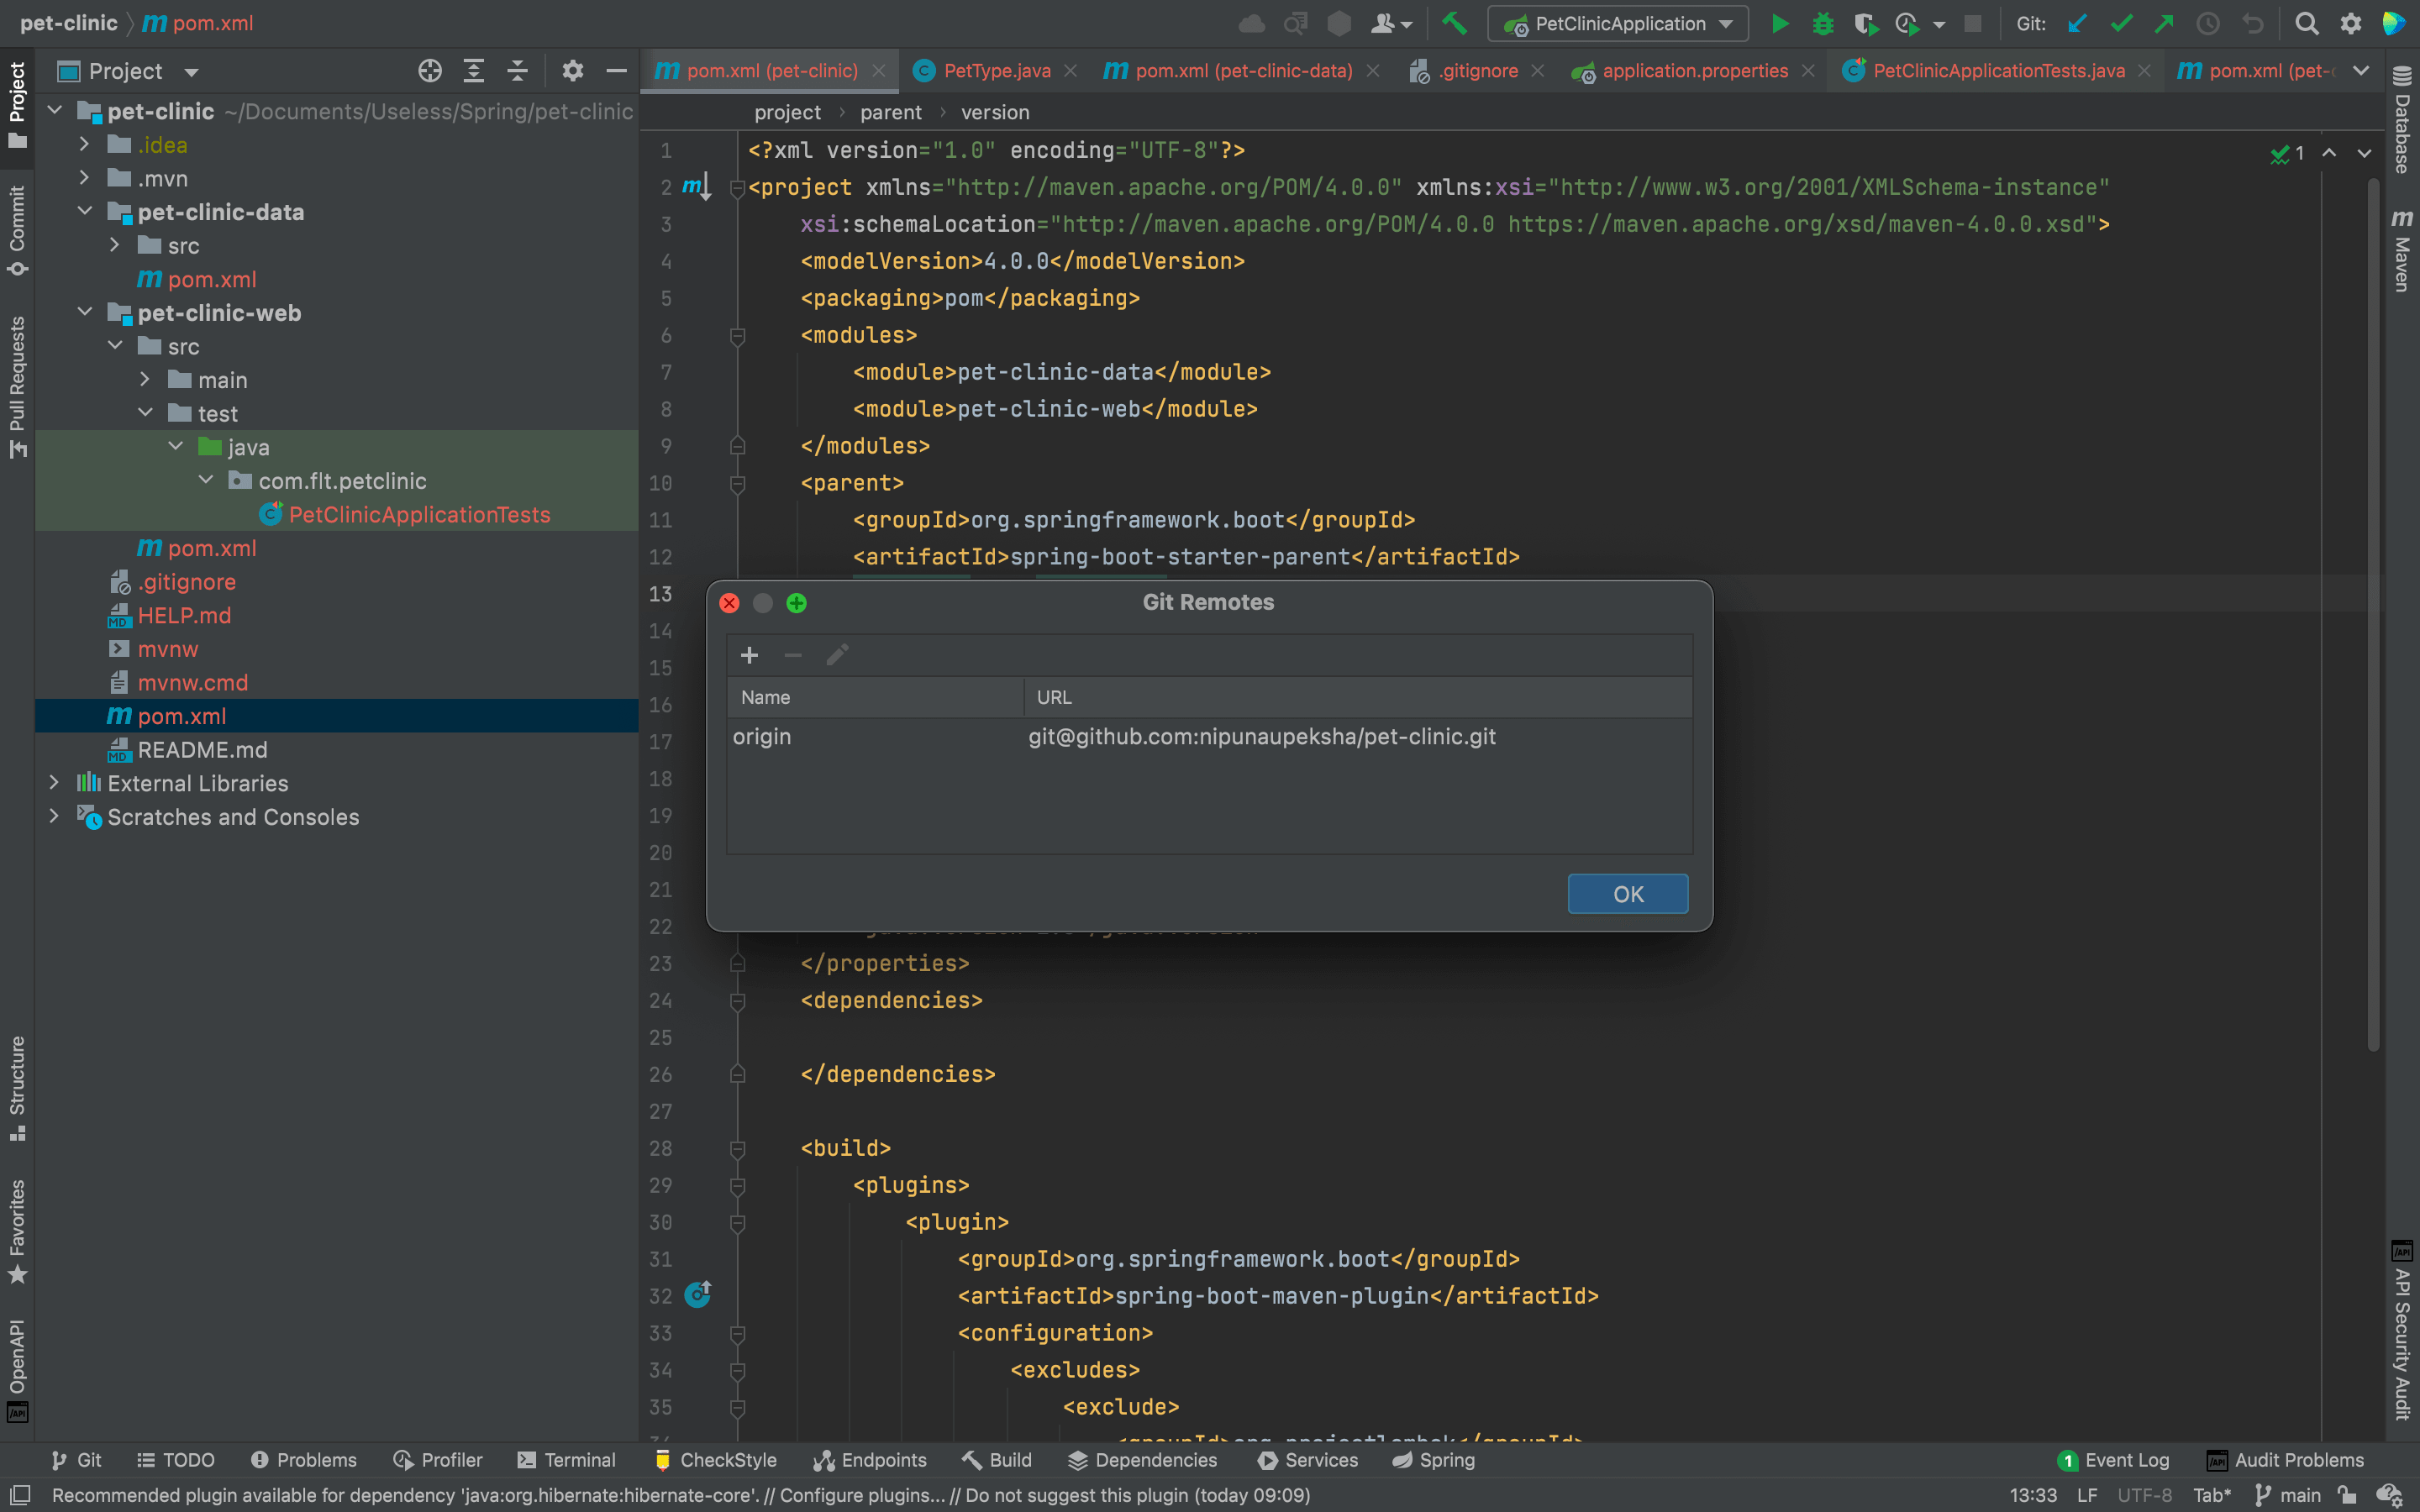 pet-clinic pom.xml
PetClinicApplication
Git:
Project
pom.xml (pet-clinic)
PetType.java
pom.xml (pet-clinic-data)
.gitignore
application.properties
PetClinicApplicationTests.java
pom.xml (pet-
project parent version
Project
Commit
Pull Requests
Structure
Favorites
OpenAPI
pet-clinic ~/Documents/Useless/Spring/pet-clinic
.idea
.mvn
pet-clinic-data
src
pom.xml
pet-clinic-web
src
main
test
java
com.flt.petclinic
PetClinicApplicationTests
pom.xml
.gitignore
HELP.md
mvnw
mvnw.cmd
pom.xml
README.md
External Libraries
Scratches and Consoles
1 <?xml version="1.0" encoding="UTF-8"?>
1
2 <project xmlns="http://maven.apache.org/POM/4.0.0" xmlns:xsi="http://www.w3.org/2001/XMLSchema-instance"
3 xsi:schemaLocation="http://maven.apache.org/POM/4.0.0 https://maven.apache.org/xsd/maven-4.0.0.xsd">
4 <modelVersion>4.0.0</modelVersion>
5 <packaging>pom</packaging>
6 <modules>
7 <module>pet-clinic-data</module>
8 <module>pet-clinic-web</module>
9 </modules>
10 <parent>
11 <groupId>org.springframework.boot</groupId>
12 <artifactId>spring-boot-starter-parent</artifactId>
13
14
15
16
17
18
19
20
21
22
23 </properties>
24 <dependencies>
25
26 </dependencies>
27
28 <build>
29 <plugins>
30 <plugin>
31 <groupId>org.springframework.boot</groupId>
32 <artifactId>spring-boot-maven-plugin</artifactId>
33 <configuration>
34 <excludes>
35 <exclude>
Git Remotes
Name URL
origin git@github.com:nipunaupeksha/pet-clinic.git
OK
Database
Maven
API Security Audit
Git TODO Problems Profiler Terminal CheckStyle Endpoints Build Dependencies Services Spring
1 Event Log Audit Problems
Recommended plugin available for dependency 'java:org.hibernate:hibernate-core'. // Configure plugins... // Do not suggest this plugin (today 09:09)
13:33 LF UTF-8 Tab* main